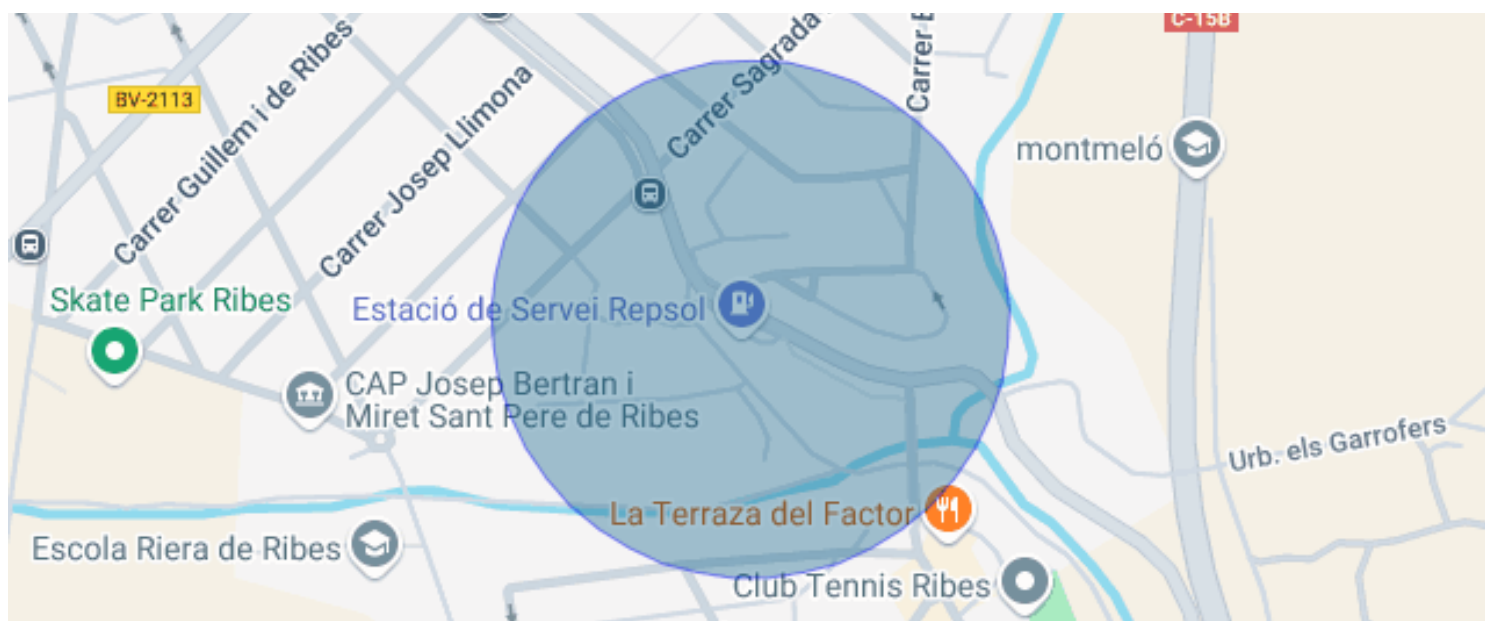 C-15B
BV-2113
Carrer Guillem i de Ribes
Carrer Josep Llimona
Carrer Sagrada
Carrer
montmeló
Skate Park Ribes
Estació de Servei Repsol
CAP Josep Bertran i
Miret Sant Pere de Ribes
Urb. els Garrofers
La Terraza del Factor
Escola Riera de Ribes
Club Tennis Ribes